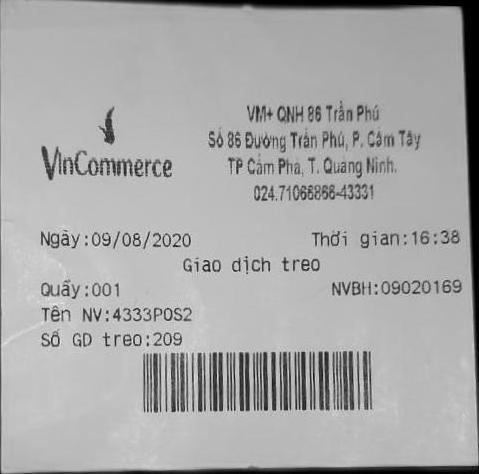 VinCommerce
VM+ QNH 86 Trần Phú
Số 86 Đường Trần Phú, P. Cẩm Tây
TP Cẩm Phả, T. Quảng Ninh.
024.71066866-43331
Ngày:09/08/2020 Thời gian:16:38
Giao dịch treo
Quầy:001 NVBH:09020169
Tên NV:4333POS2
Số GD treo:209